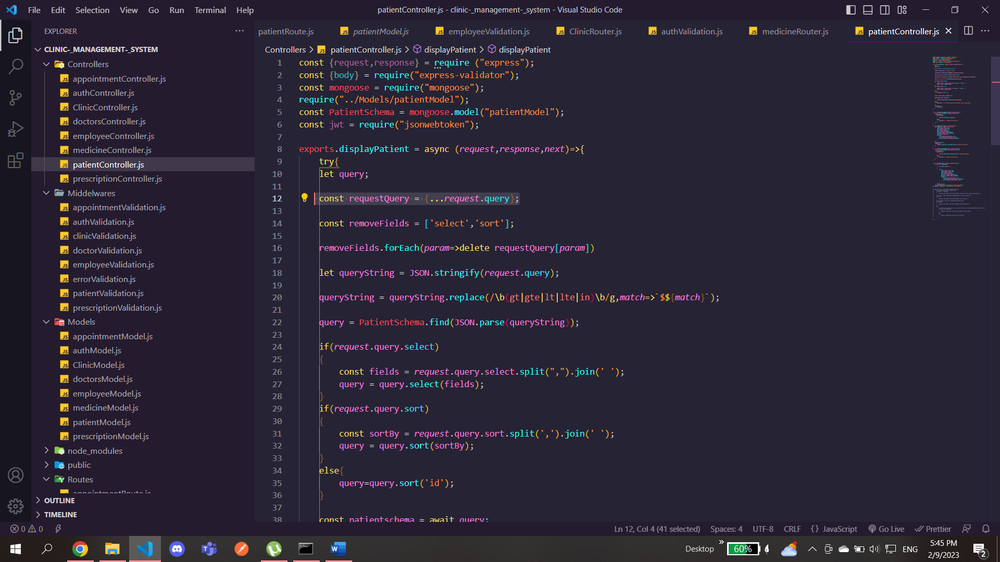 File Edit Selection View Go Run Terminal Help
patientController.js - clinic-_management-_system - Visual Studio Code
EXPLORER
patientRoute.js patientModel.js employeeValidation.js ClinicRouter.js authValidation.js medicineRouter.js patientController.js
CLINIC-_MANAGEMENT-_SYSTEM
Controllers
appointmentController.js
authController.js
ClinicController.js
doctorsController.js
employeeController.js
medicineController.js
patientController.js
prescriptionController.js
Middelwares
appointmentValidation.js
authValidation.js
clinicValidation.js
doctorValidation.js
employeeValidation.js
errorValidation.js
patientValidation.js
prescriptionValidation.js
Models
appointmentModel.js
authModel.js
ClinicModel.js
doctorsModel.js
employeeModel.js
medicineModel.js
patientModel.js
prescriptionModel.js
node_modules
public
Routes
appointmentRoute.js
OUTLINE
TIMELINE
Controllers > patientController.js > displayPatient > displayPatient
1 const {request,response} = require ("express");
2 const {body} = require("express-validator");
3 const mongoose = require("mongoose");
4 require("../Models/patientModel");
5 const PatientSchema = mongoose.model("patientModel");
6 const jwt = require("jsonwebtoken");
7
8 exports.displayPatient = async (request,response,next)=>{
9 try{
10 let query;
11
12 const requestQuery = {...request.query};
13
14 const removeFields = ['select','sort'];
15
16 removeFields.forEach(param=>delete requestQuery[param])
17
18 let queryString = JSON.stringify(request.query);
19
20 queryString = queryString.replace(/\b(gt|gte|lt|lte|in)\b/g,match=>`$${match}`);
21
22 query = PatientSchema.find(JSON.parse(queryString));
23
24 if(request.query.select)
25 {
26 const fields = request.query.select.split(",").join(' ');
27 query = query.select(fields);
28 }
29 if(request.query.sort)
30 {
31 const sortBy = request.query.sort.split(',').join(' ');
32 query = query.sort(sortBy);
33 }
34 else{
35 query=query.sort('id');
36 }
37
38 const patientschema = await query;
0 0 Ln 12, Col 4 (41 selected) Spaces: 4 UTF-8 CRLF {} JavaScript Go Live Prettier
Desktop 60% ENG 5:45 PM
2/9/2023
2